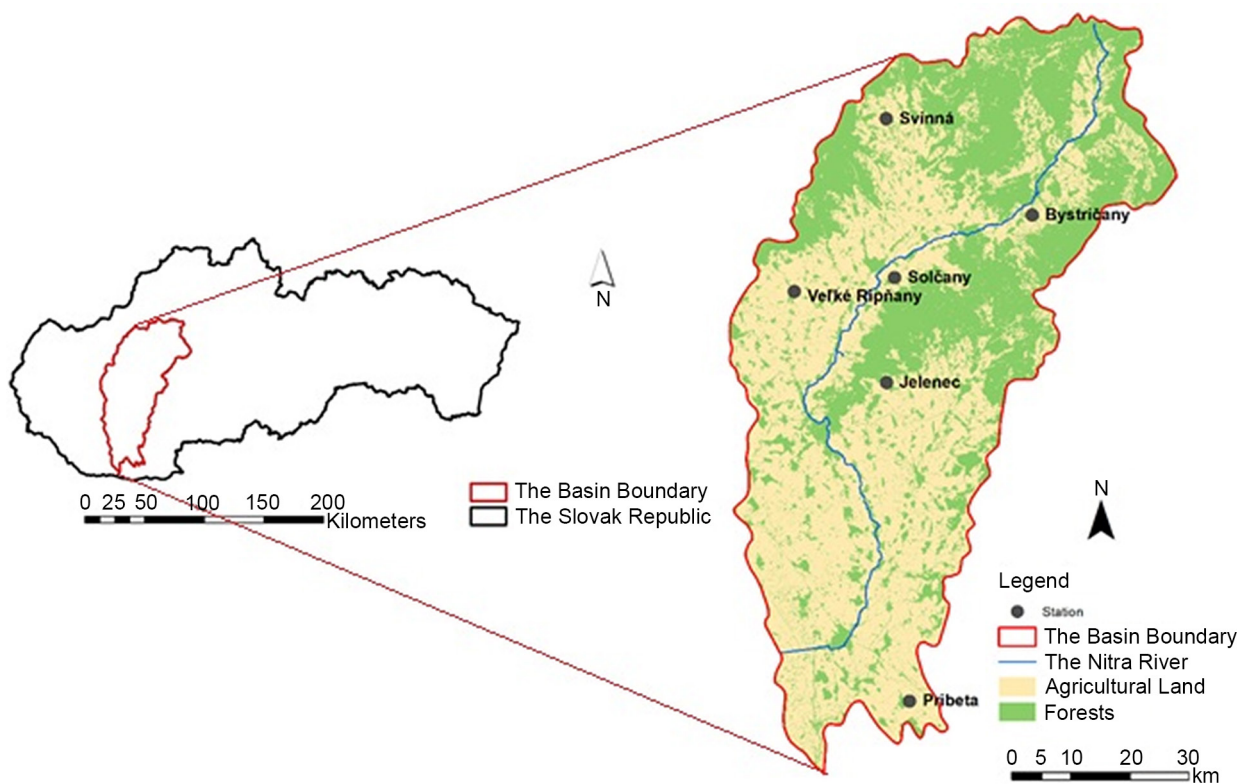 Svinná
Bystričany
Solčany
Veľké Ripňany
Jelenec
Pribeta
N
0 25 50 100 150 200
Kilometers
The Basin Boundary
The Slovak Republic
N
Legend
Station
The Basin Boundary
The Nitra River
Agricultural Land
Forests
0 5 10 20 30
km